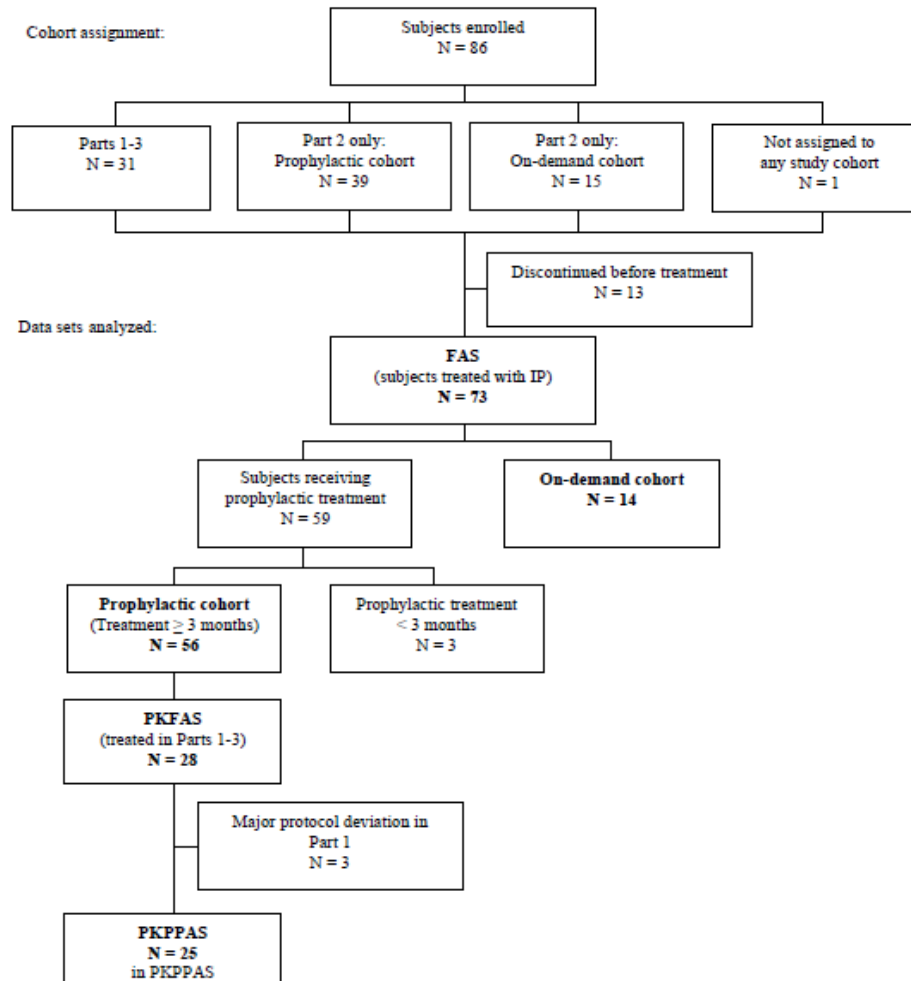 Cohort assignment:
Subjects enrolled
N = 86
Parts 1-3
N = 31
Part 2 only:
Prophylactic cohort
N = 39
Part 2 only:
On-demand cohort
N = 15
Not assigned to
any study cohort
N = 1
Discontinued before treatment
N = 13
Data sets analyzed:
FAS
(subjects treated with IP)
N = 73
Subjects receiving
prophylactic treatment
N = 59
On-demand cohort
N = 14
Prophylactic cohort
(Treatment ≥ 3 months)
N = 56
Prophylactic treatment
< 3 months
N = 3
PKFAS
(treated in Parts 1-3)
N = 28
Major protocol deviation in
Part 1
N = 3
PKPPAS
N = 25
in PKPPAS